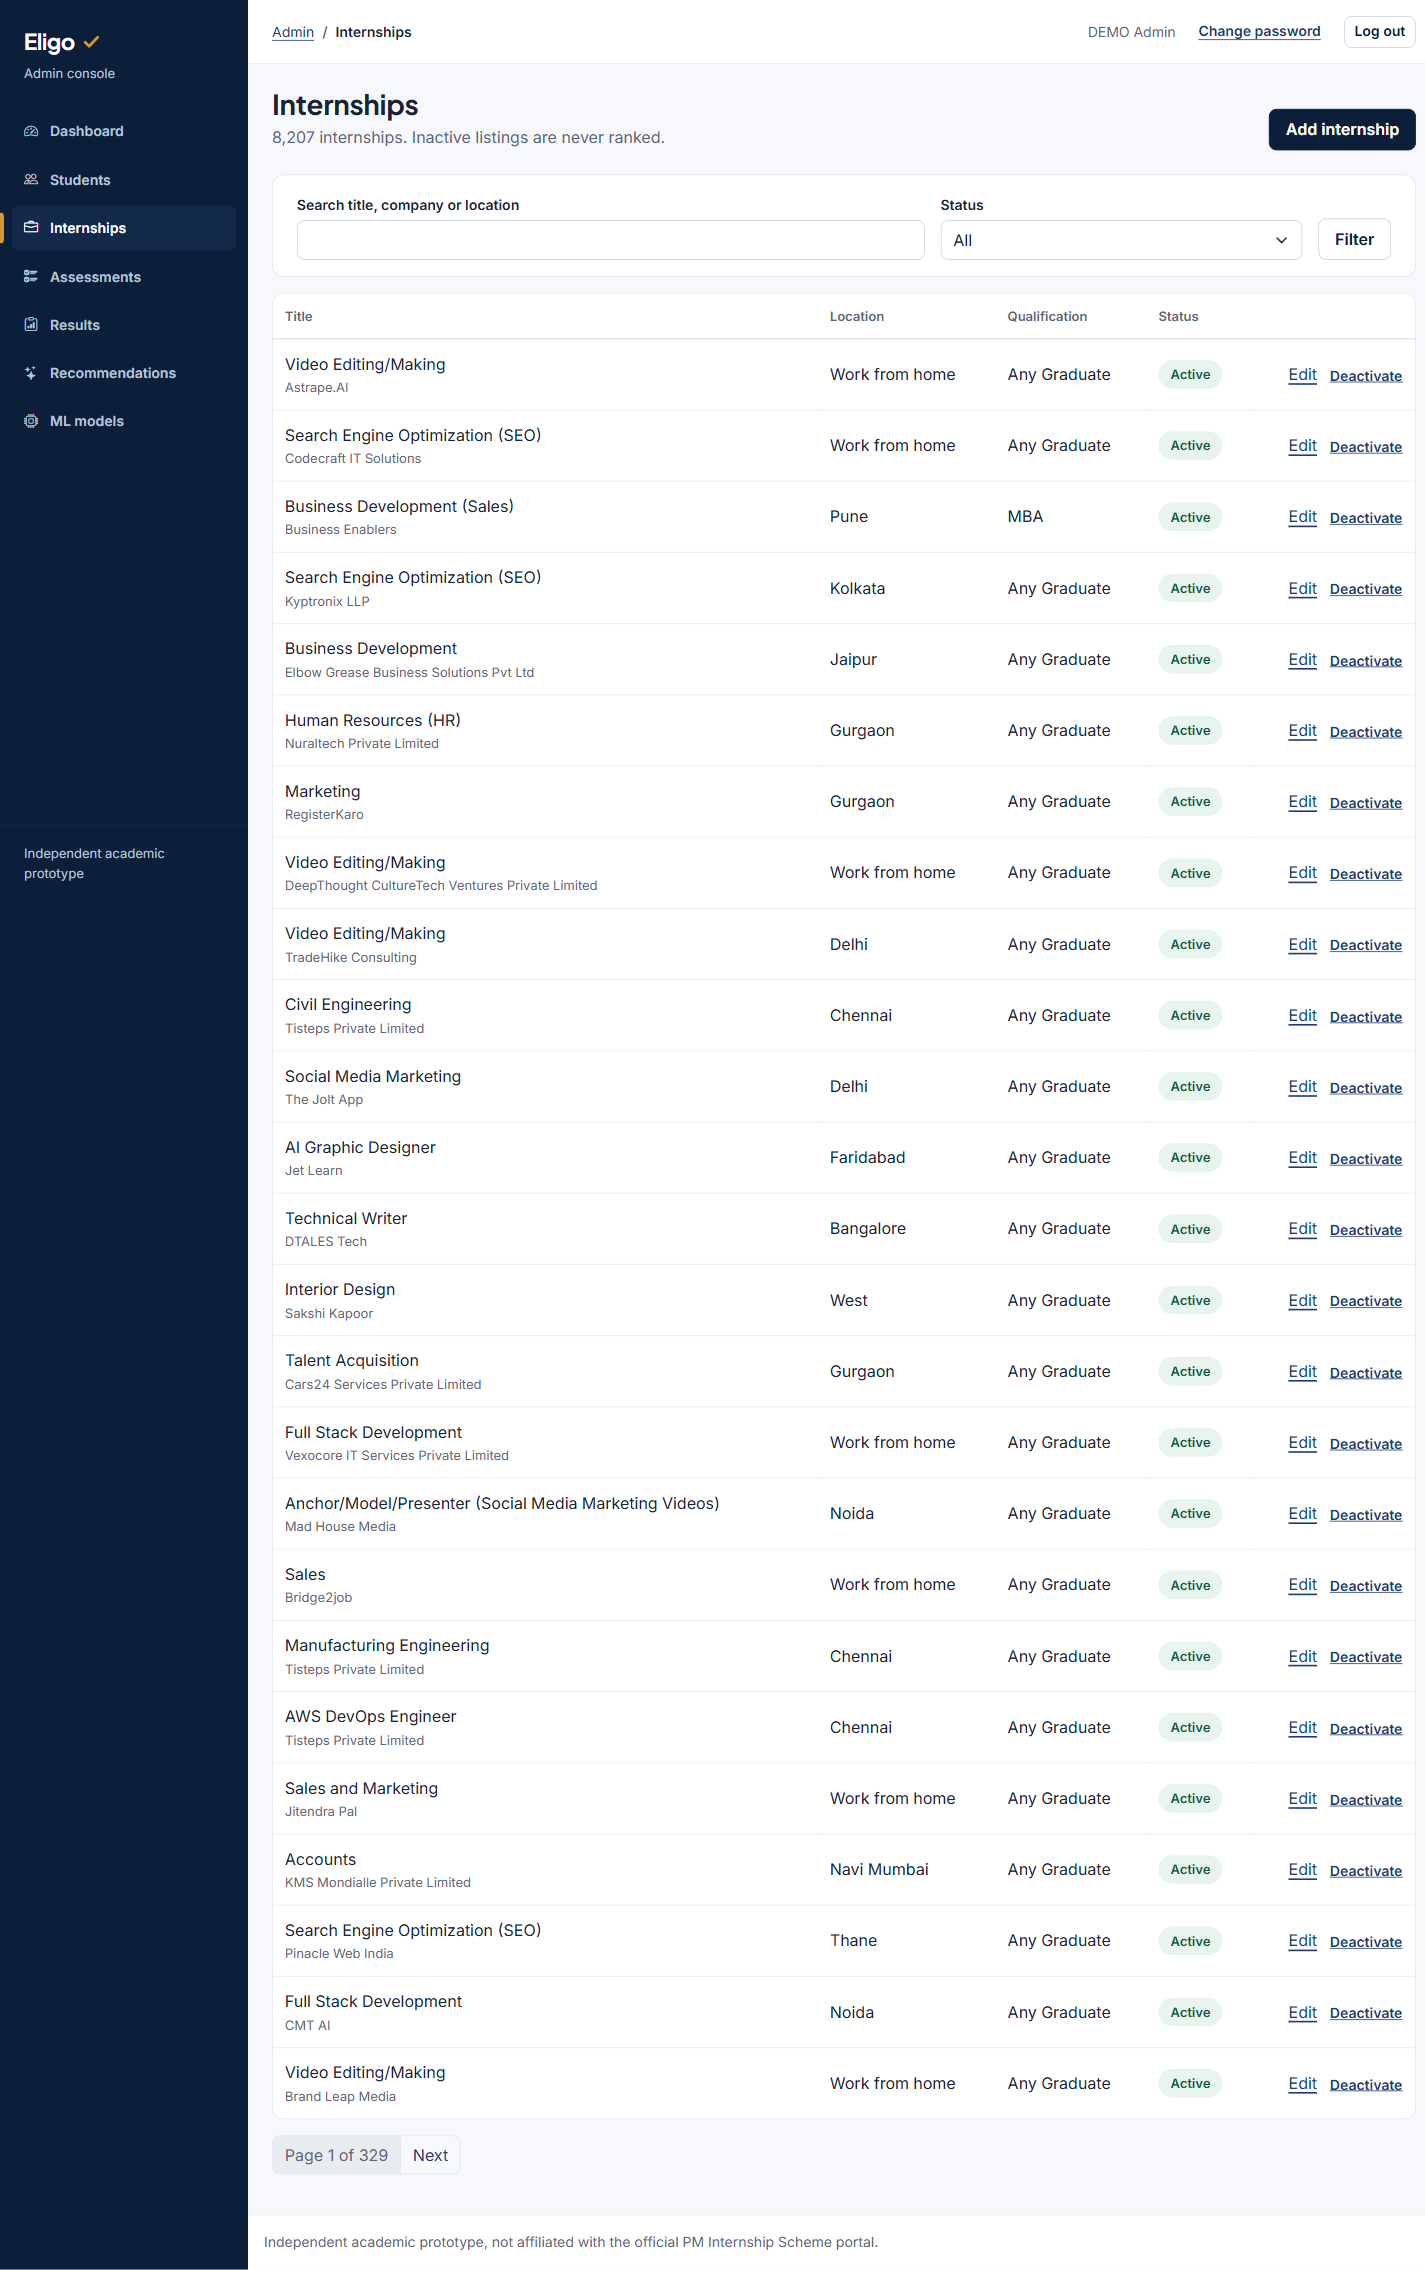 Eligo
Admin console
Dashboard
Students
Internships
Assessments
Results
Recommendations
ML models
Independent academic
prototype
Admin / Internships
DEMO Admin Change password Log out
Internships
8,207 internships. Inactive listings are never ranked.
Add internship
Search title, company or location
Status
All
Filter
Title Location Qualification Status
Video Editing/Making
Astrape.AI
Work from home Any Graduate Active Edit Deactivate
Search Engine Optimization (SEO)
Codecraft IT Solutions
Work from home Any Graduate Active Edit Deactivate
Business Development (Sales)
Business Enablers
Pune MBA Active Edit Deactivate
Search Engine Optimization (SEO)
Kyptronix LLP
Kolkata Any Graduate Active Edit Deactivate
Business Development
Elbow Grease Business Solutions Pvt Ltd
Jaipur Any Graduate Active Edit Deactivate
Human Resources (HR)
Nuraltech Private Limited
Gurgaon Any Graduate Active Edit Deactivate
Marketing
RegisterKaro
Gurgaon Any Graduate Active Edit Deactivate
Video Editing/Making
DeepThought CultureTech Ventures Private Limited
Work from home Any Graduate Active Edit Deactivate
Video Editing/Making
TradeHike Consulting
Delhi Any Graduate Active Edit Deactivate
Civil Engineering
Tisteps Private Limited
Chennai Any Graduate Active Edit Deactivate
Social Media Marketing
The Jolt App
Delhi Any Graduate Active Edit Deactivate
AI Graphic Designer
Jet Learn
Faridabad Any Graduate Active Edit Deactivate
Technical Writer
DTALES Tech
Bangalore Any Graduate Active Edit Deactivate
Interior Design
Sakshi Kapoor
West Any Graduate Active Edit Deactivate
Talent Acquisition
Cars24 Services Private Limited
Gurgaon Any Graduate Active Edit Deactivate
Full Stack Development
Vexocore IT Services Private Limited
Work from home Any Graduate Active Edit Deactivate
Anchor/Model/Presenter (Social Media Marketing Videos)
Mad House Media
Noida Any Graduate Active Edit Deactivate
Sales
Bridge2job
Work from home Any Graduate Active Edit Deactivate
Manufacturing Engineering
Tisteps Private Limited
Chennai Any Graduate Active Edit Deactivate
AWS DevOps Engineer
Tisteps Private Limited
Chennai Any Graduate Active Edit Deactivate
Sales and Marketing
Jitendra Pal
Work from home Any Graduate Active Edit Deactivate
Accounts
KMS Mondialle Private Limited
Navi Mumbai Any Graduate Active Edit Deactivate
Search Engine Optimization (SEO)
Pinacle Web India
Thane Any Graduate Active Edit Deactivate
Full Stack Development
CMT AI
Noida Any Graduate Active Edit Deactivate
Video Editing/Making
Brand Leap Media
Work from home Any Graduate Active Edit Deactivate
Page 1 of 329 Next
Independent academic prototype, not affiliated with the official PM Internship Scheme portal.